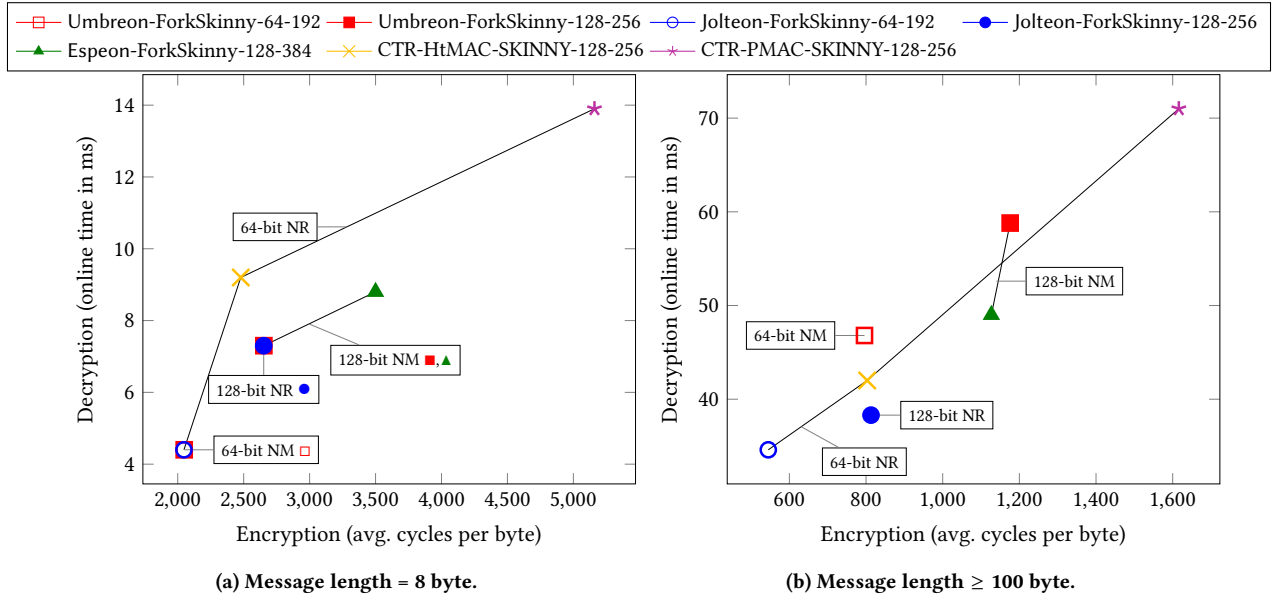 Umbreon-ForkSkinny-64-192 Umbreon-ForkSkinny-128-256 Jolteon-ForkSkinny-64-192 Jolteon-ForkSkinny-128-256
Espeon-ForkSkinny-128-384 CTR-HtMAC-SKINNY-128-256 CTR-PMAC-SKINNY-128-256
Decryption (online time in ms)
14
12
10
8
6
4
64-bit NR
128-bit NM ,
128-bit NR
64-bit NM
2,000 2,500 3,000 3,500 4,000 4,500 5,000
Encryption (avg. cycles per byte)
(a) Message length = 8 byte.
Decryption (online time in ms)
70
60
50
40
128-bit NM
64-bit NM
128-bit NR
64-bit NR
600 800 1,000 1,200 1,400 1,600
Encryption (avg. cycles per byte)
(b) Message length ≥ 100 byte.